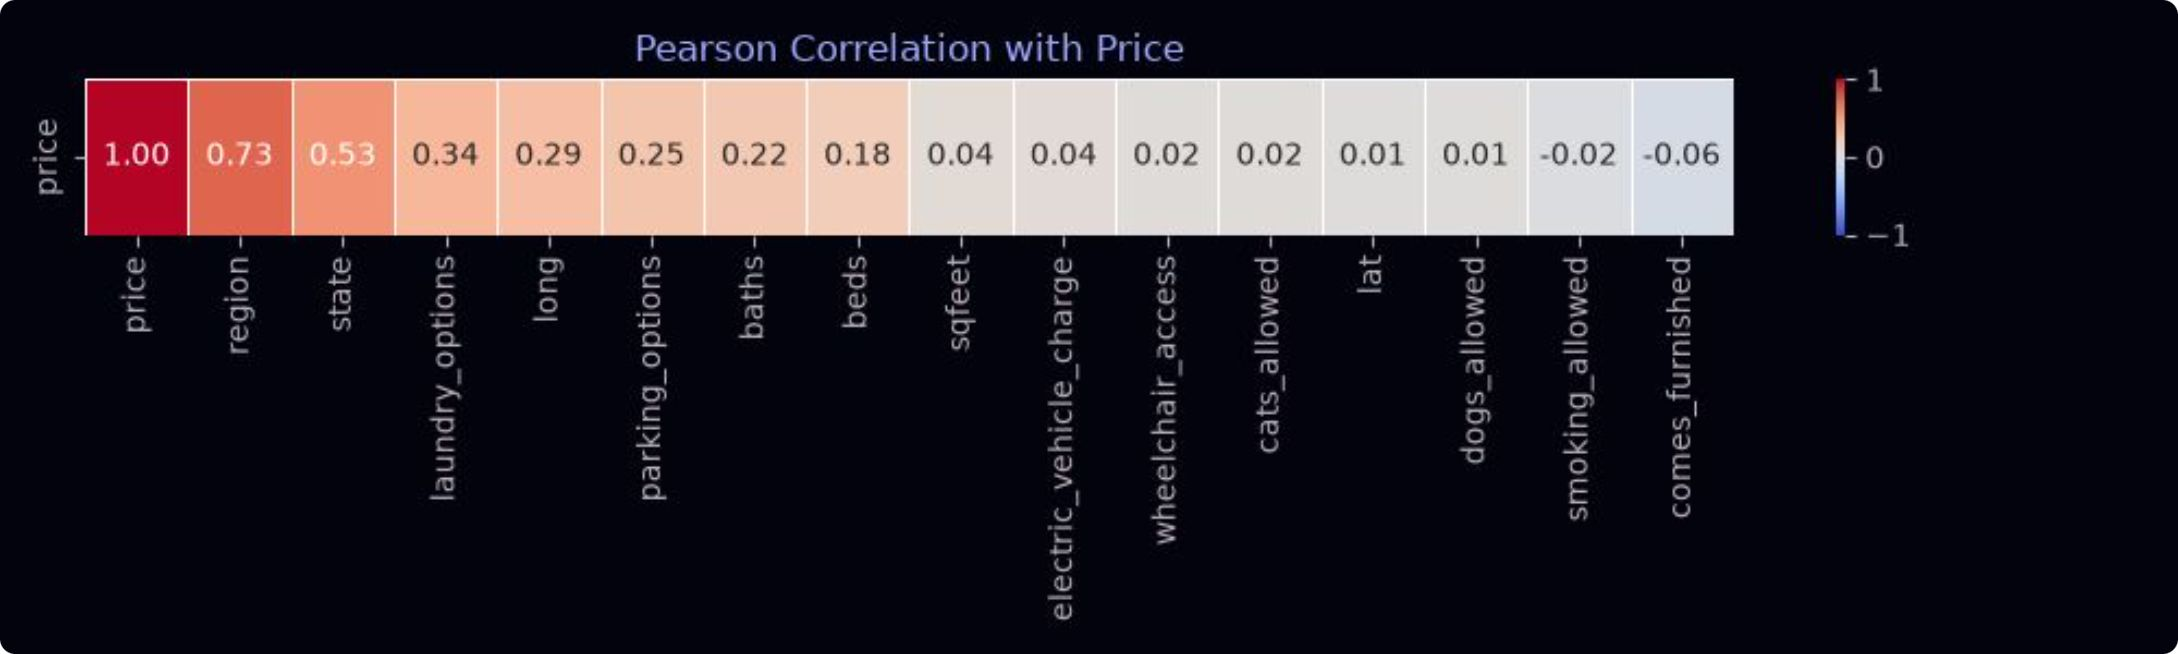 Pearson Correlation with Price
price
1.00 0.73 0.53 0.34 0.29 0.25 0.22 0.18 0.04 0.04 0.02 0.02 0.01 0.01 -0.02 -0.06
price
region
state
laundry_options
long
parking_options
baths
beds
sqfeet
electric_vehicle_charge
wheelchair_access
cats_allowed
lat
dogs_allowed
smoking_allowed
comes_furnished
1
0
−1